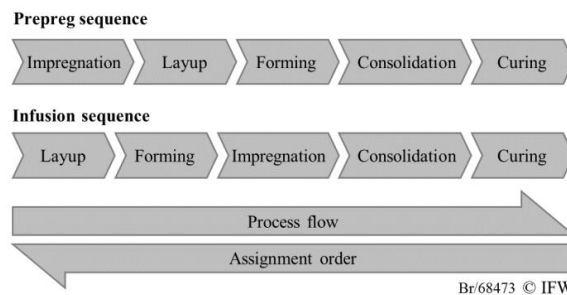 Prepreg sequence
Impregnation Layup Forming Consolidation Curing
Infusion sequence
Layup Forming Impregnation Consolidation Curing
Process flow
Assignment order
Br/68473 © IFW